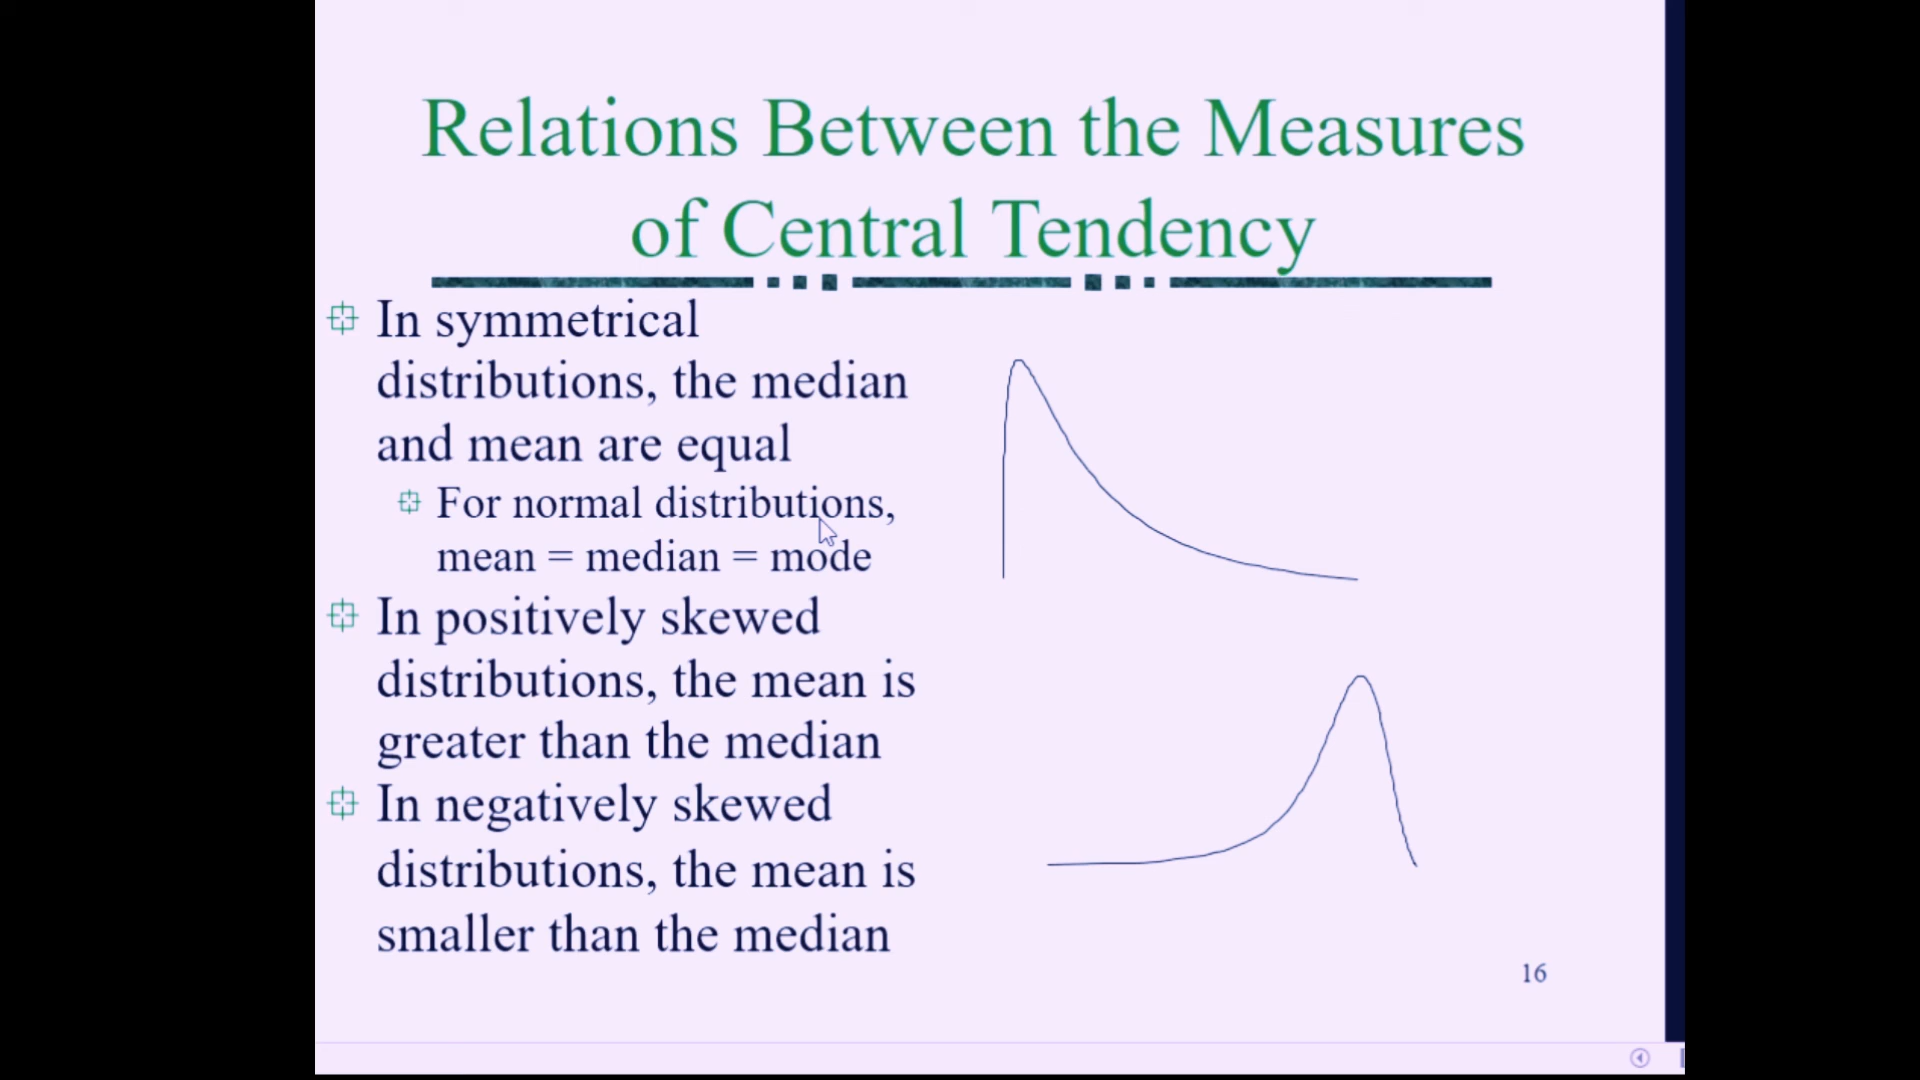 Relations Between the Measures
of Central Tendency
In symmetrical
distributions, the median
and mean are equal
For normal distributions,
mean = median = mode
In positively skewed
distributions, the mean is
greater than the median
In negatively skewed
distributions, the mean is
smaller than the median
16